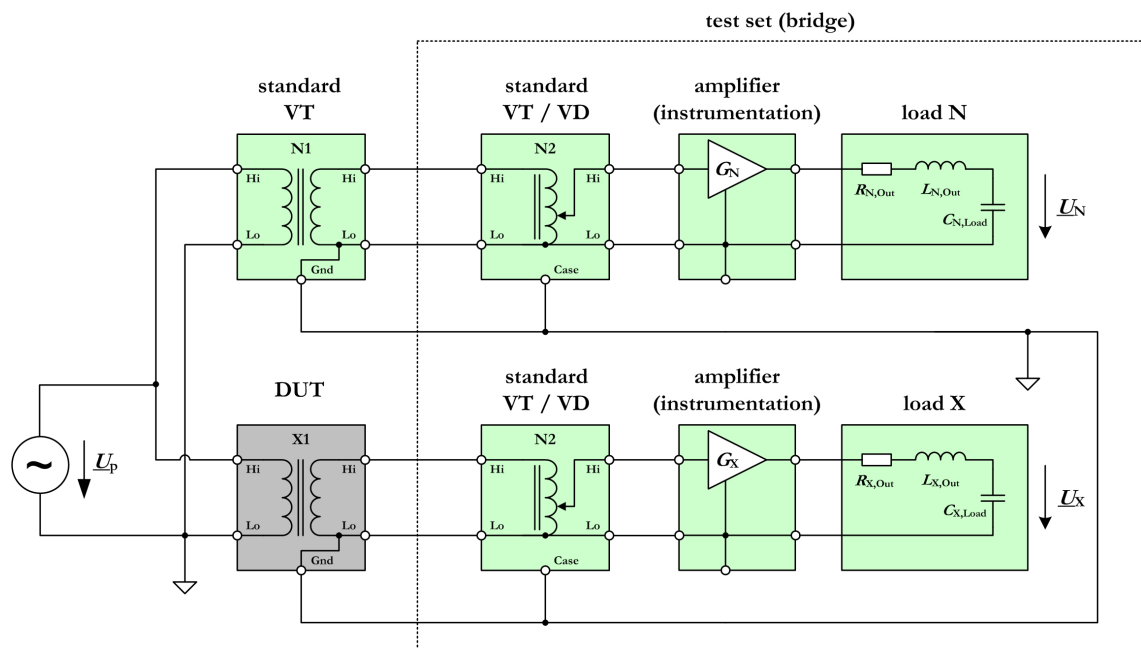 test set (bridge)
standard
VT
standard
VT / VD
amplifier
(instrumentation)
load N
N1
Hi
Hi
Lo
Lo
Gnd
N2
Hi
Hi
Lo
Lo
Case
G_N
R_N,Out
L_N,Out
C_N,Load
U_N
DUT
standard
VT / VD
amplifier
(instrumentation)
load X
~
U_P
X1
Hi
Hi
Lo
Lo
Gnd
N2
Hi
Hi
Lo
Lo
Case
G_X
R_X,Out
L_X,Out
C_X,Load
U_X